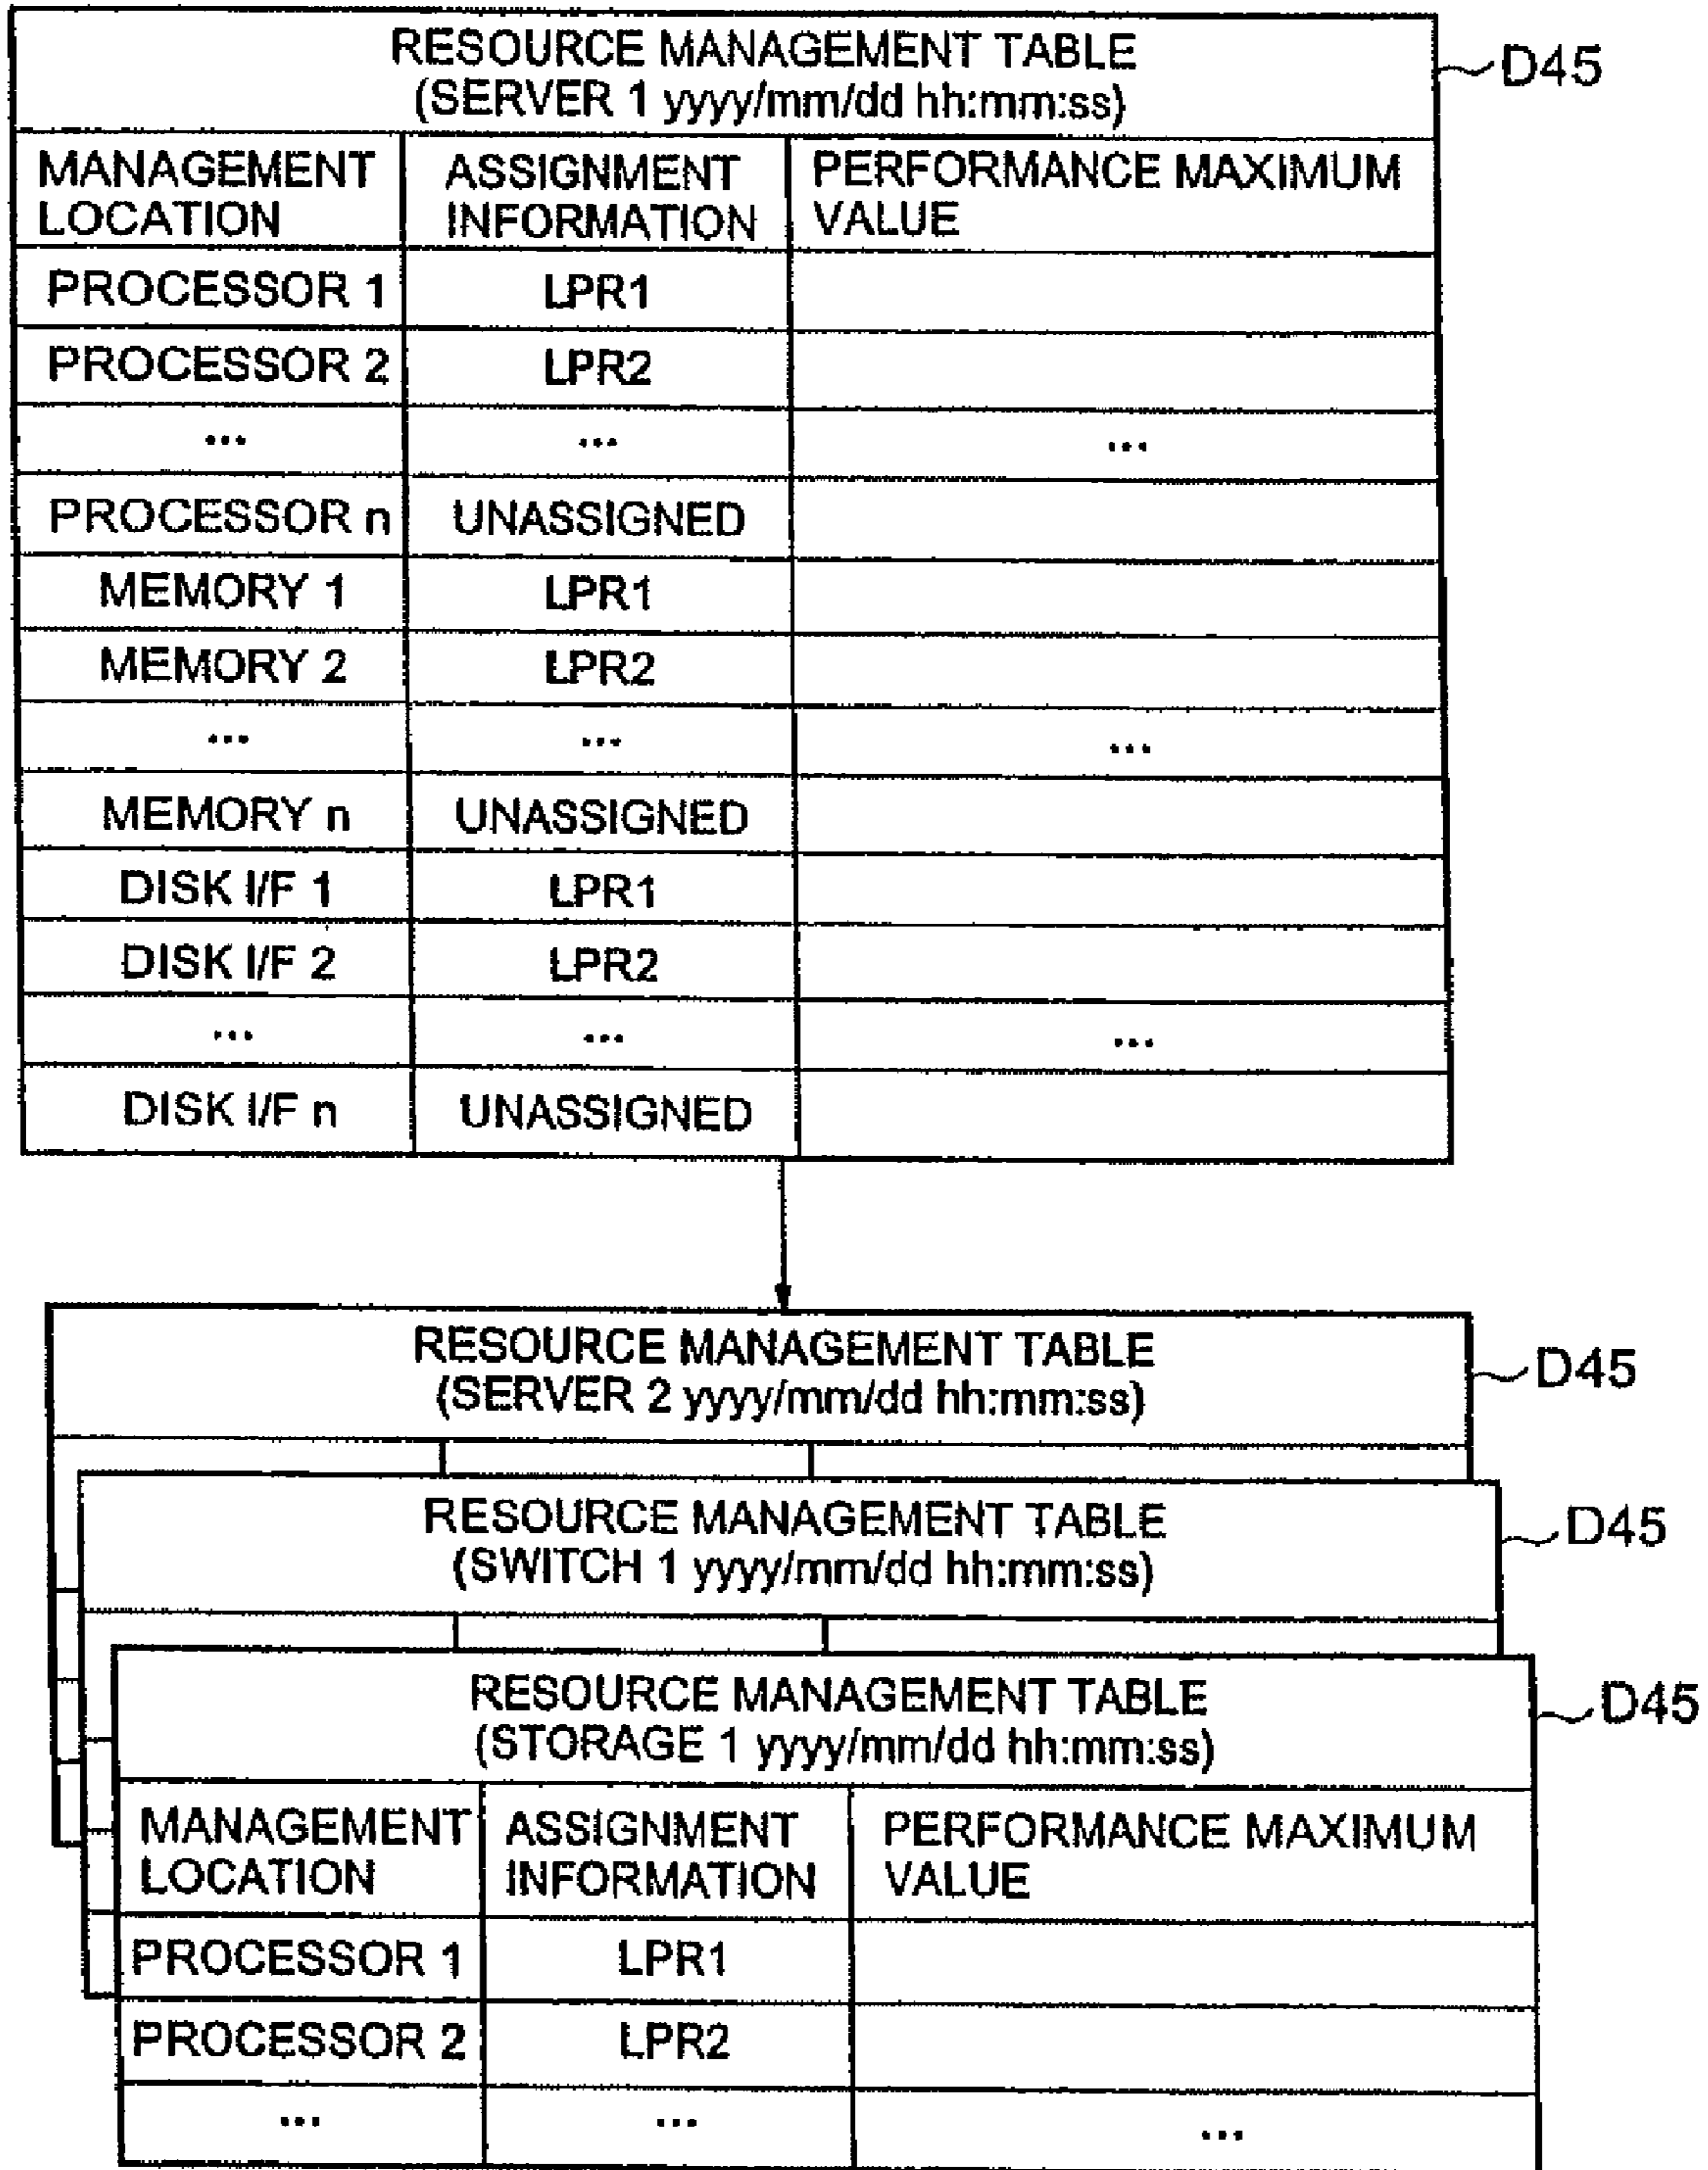 RESOURCE MANAGEMENT TABLE
(SERVER 1 yyyy/mm/dd hh:mm:ss)
D45
MANAGEMENT LOCATION
ASSIGNMENT INFORMATION
PERFORMANCE MAXIMUM VALUE
PROCESSOR 1 LPR1
PROCESSOR 2 LPR2
... ... ...
PROCESSOR n UNASSIGNED
MEMORY 1 LPR1
MEMORY 2 LPR2
... ... ...
MEMORY n UNASSIGNED
DISK I/F 1 LPR1
DISK I/F 2 LPR2
... ... ...
DISK I/F n UNASSIGNED
RESOURCE MANAGEMENT TABLE
(SERVER 2 yyyy/mm/dd hh:mm:ss)
D45
RESOURCE MANAGEMENT TABLE
(SWITCH 1 yyyy/mm/dd hh:mm:ss)
D45
RESOURCE MANAGEMENT TABLE
(STORAGE 1 yyyy/mm/dd hh:mm:ss)
D45
MANAGEMENT LOCATION
ASSIGNMENT INFORMATION
PERFORMANCE MAXIMUM VALUE
PROCESSOR 1 LPR1
PROCESSOR 2 LPR2
... ... ...